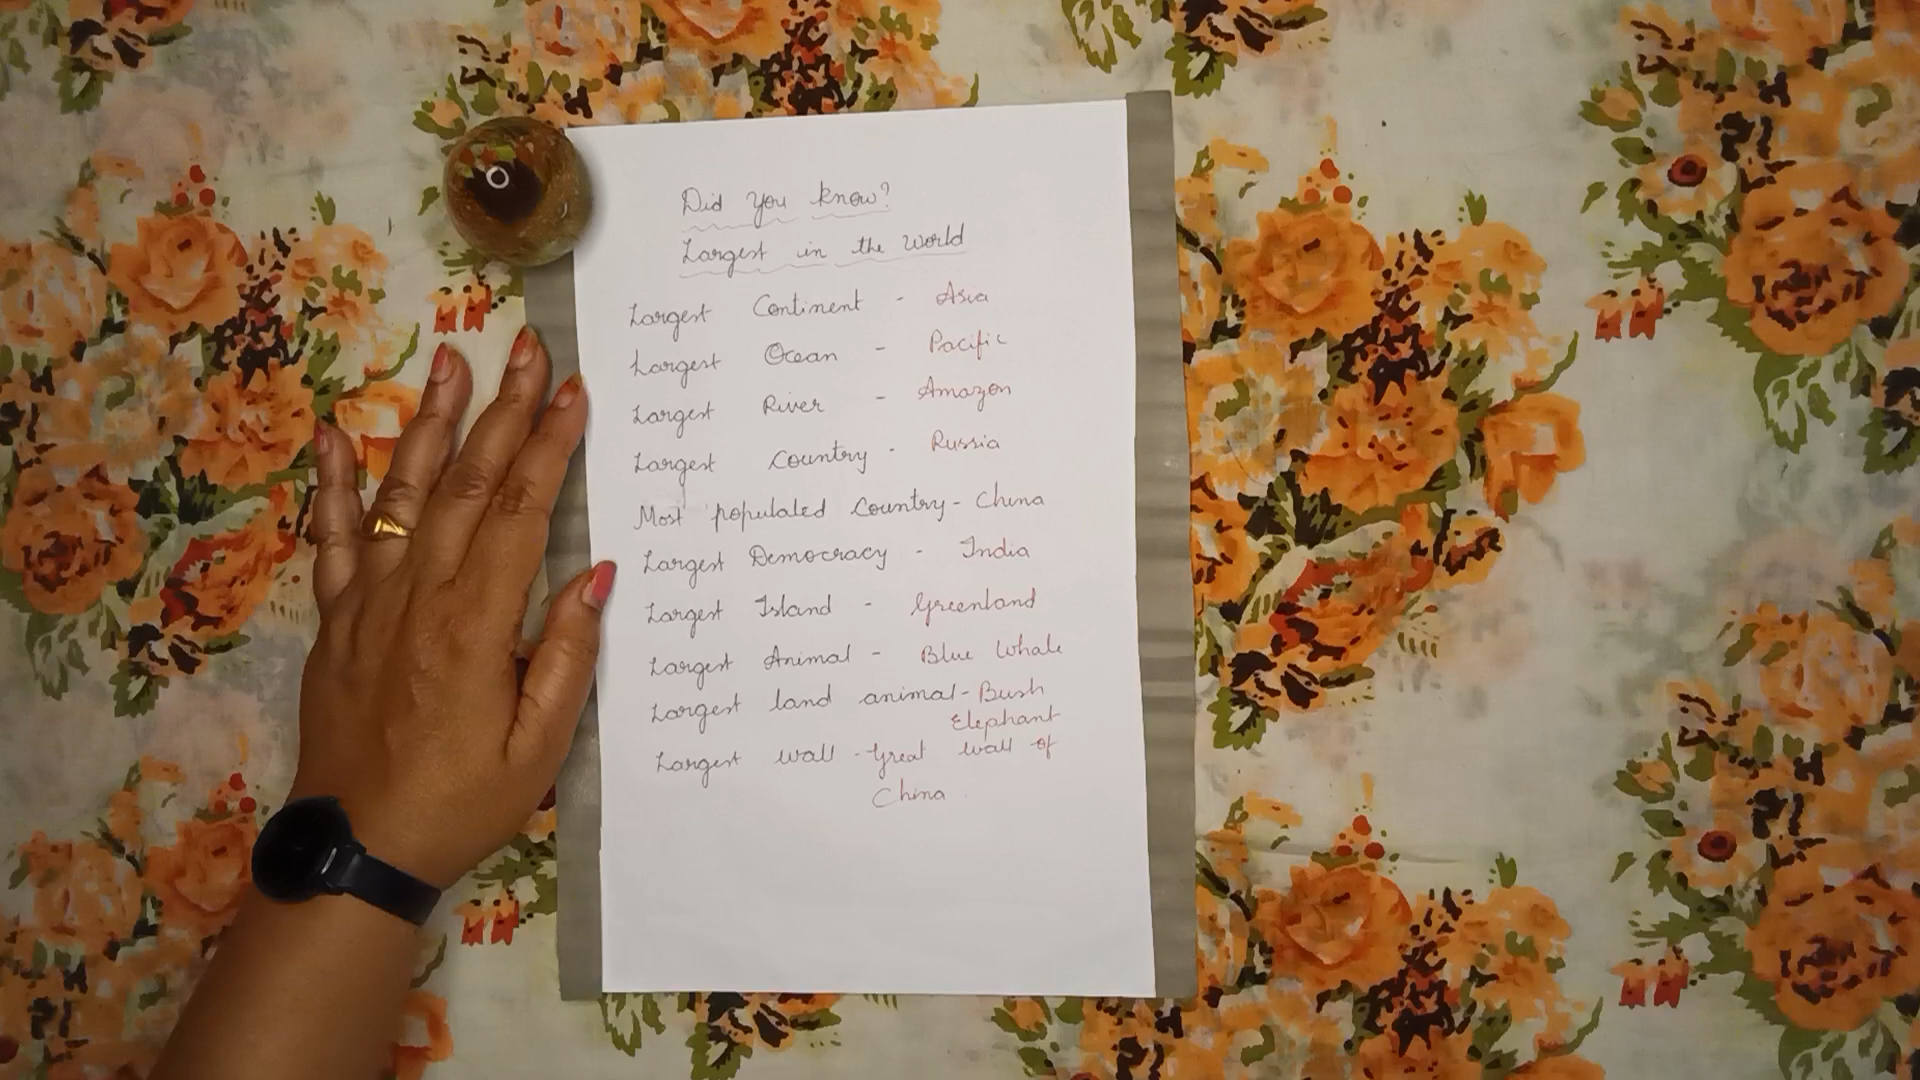 Did you know?
Largest in the world
Largest Continent - Asia
Largest Ocean - Pacific
Largest River - Amazon
Largest Country - Russia
Most populated Country - China
Largest Democracy - India
Largest Island - Greenland
Largest Animal - Blue Whale
Largest land animal - Bush
Elephant
Largest wall - Great wall of
China